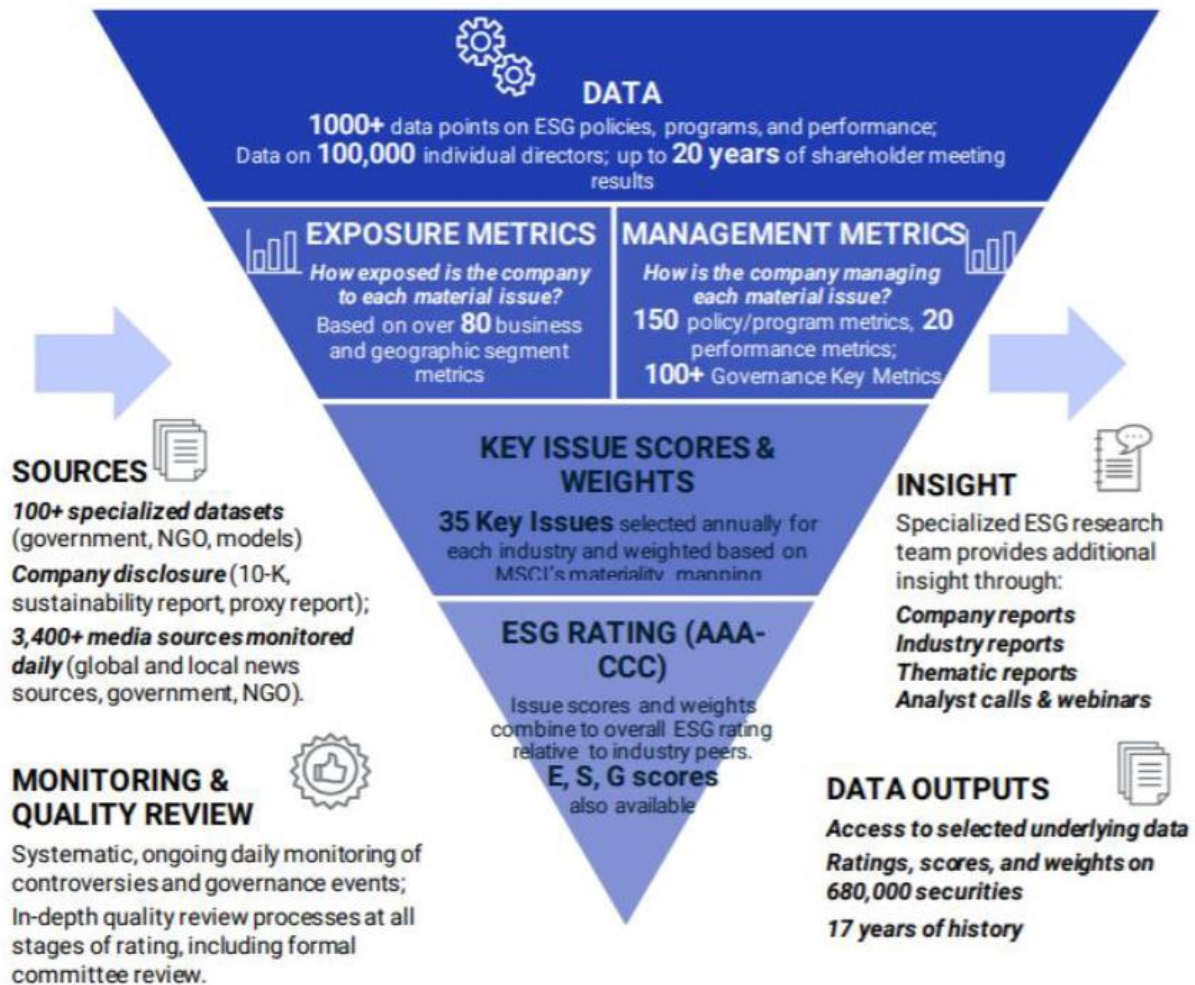 DATA
1000+ data points on ESG policies, programs, and performance;
Data on 100,000 individual directors; up to 20 years of shareholder meeting
results
EXPOSURE METRICS
How exposed is the company
to each material issue?
Based on over 80 business
and geographic segment
metrics
MANAGEMENT METRICS
How is the company managing
each material issue?
150 policy/program metrics, 20
performance metrics;
100+ Governance Key Metrics
KEY ISSUE SCORES &
WEIGHTS
35 Key Issues selected annually for
each industry and weighted based on
MSCI's materiality mapping
ESG RATING (AAA-
CCC)
Issue scores and weights
combine to overall ESG rating
relative to industry peers.
E, S, G scores
also available
SOURCES
100+ specialized datasets
(government, NGO, models)
Company disclosure (10-K,
sustainability report, proxy report);
3,400+ media sources monitored
daily (global and local news
sources, government, NGO).
MONITORING &
QUALITY REVIEW
Systematic, ongoing daily monitoring of
controversies and governance events;
In-depth quality review processes at all
stages of rating, including formal
committee review.
INSIGHT
Specialized ESG research
team provides additional
insight through:
Company reports
Industry reports
Thematic reports
Analyst calls & webinars
DATA OUTPUTS
Access to selected underlying data
Ratings, scores, and weights on
680,000 securities
17 years of history